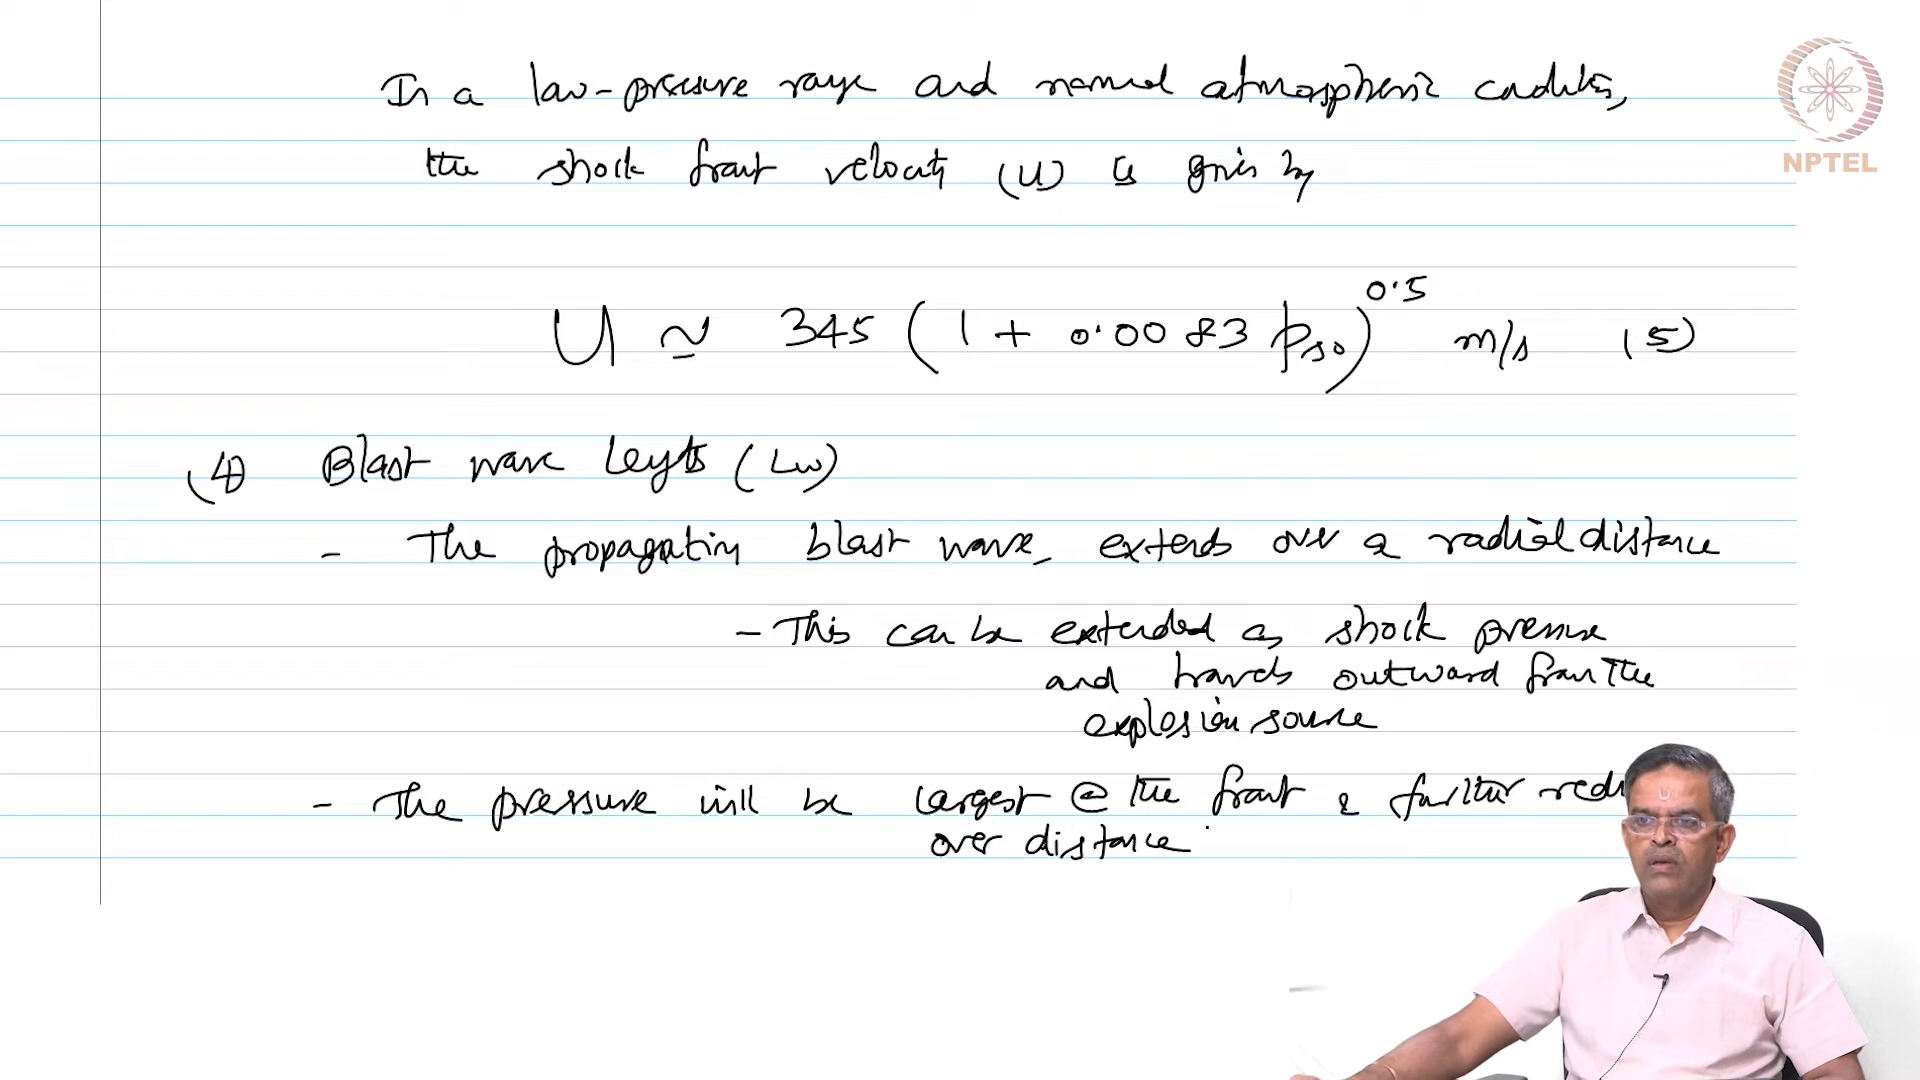 In a low-pressure range and normal atmospheric conditions,
the shock front velocity (U) is given by
NPTEL
U ≃ 345 (1 + 0.0083 pso)^0.5 m/s (5)
(4) Blast wave length (Lw)
- The propagating blast wave extends over a radial distance
- This can be extended as shock pressure
and travels outward from the
explosion source
- The pressure will be largest @ the front & further
over distance